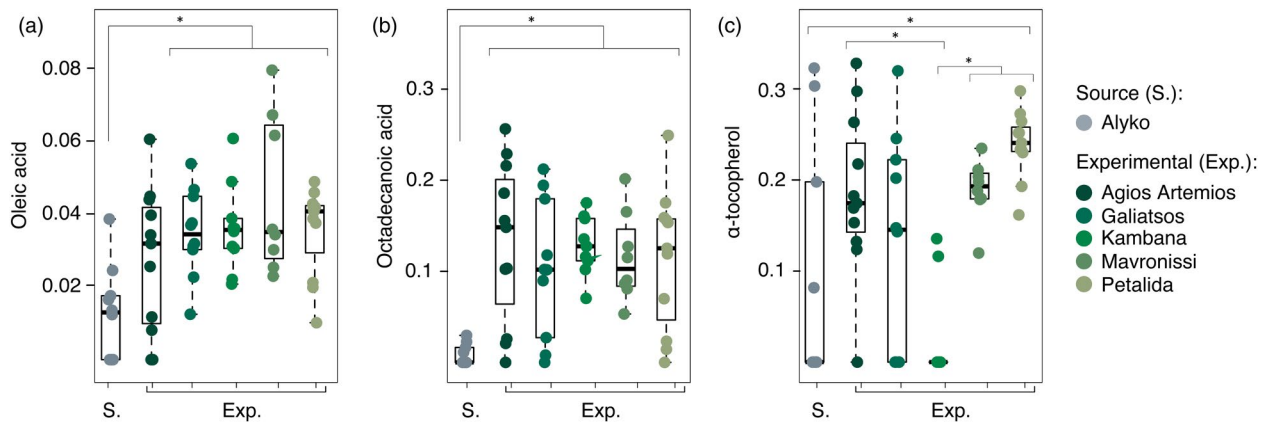 (a)
*
Oleic acid
0.08
0.06
0.04
0.02
S.
Exp.
(b)
*
Octadecanoic acid
0.3
0.2
0.1
S.
Exp.
(c)
*
*
*
α-tocopherol
0.3
0.2
0.1
S.
Exp.
Source (S.):
Alyko
Experimental (Exp.):
Agios Artemios
Galiatsos
Kambana
Mavronissi
Petalida